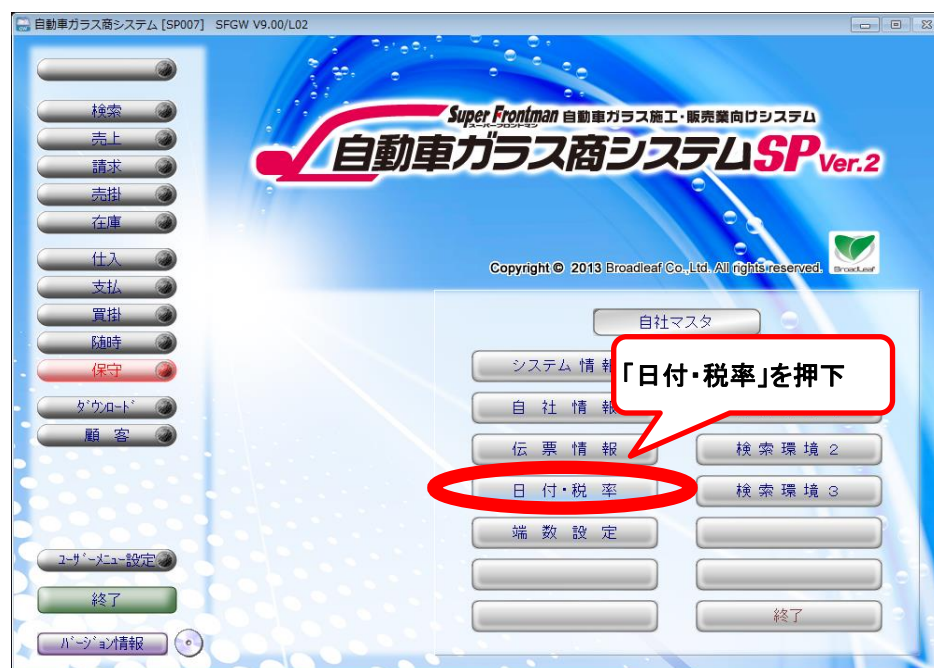 自動車ガラス商システム [SP007] SFGW V9.00/L02
検索
売上
請求
売掛
在庫
仕入
支払
買掛
随時
保守
ﾀﾞｳﾝﾛｰﾄﾞ
顧 客
ﾕｰｻﾞｰﾒﾆｭｰ設定
終了
ﾊﾞｰｼﾞｮﾝ情報
Super Frontman 自動車ガラス施工・販売業向けシステム
スーパーフロントマン
自動車ガラス商システムSP Ver.2
Copyright © 2013 Broadleaf Co.,Ltd. All rights reserved.
BroadLeaf
自社マスタ
システム情報
「日付・税率」を押下
自 社 情 報
伝 票 情 報
検 索 環 境 2
日 付・税 率
検 索 環 境 3
端 数 設 定
終了